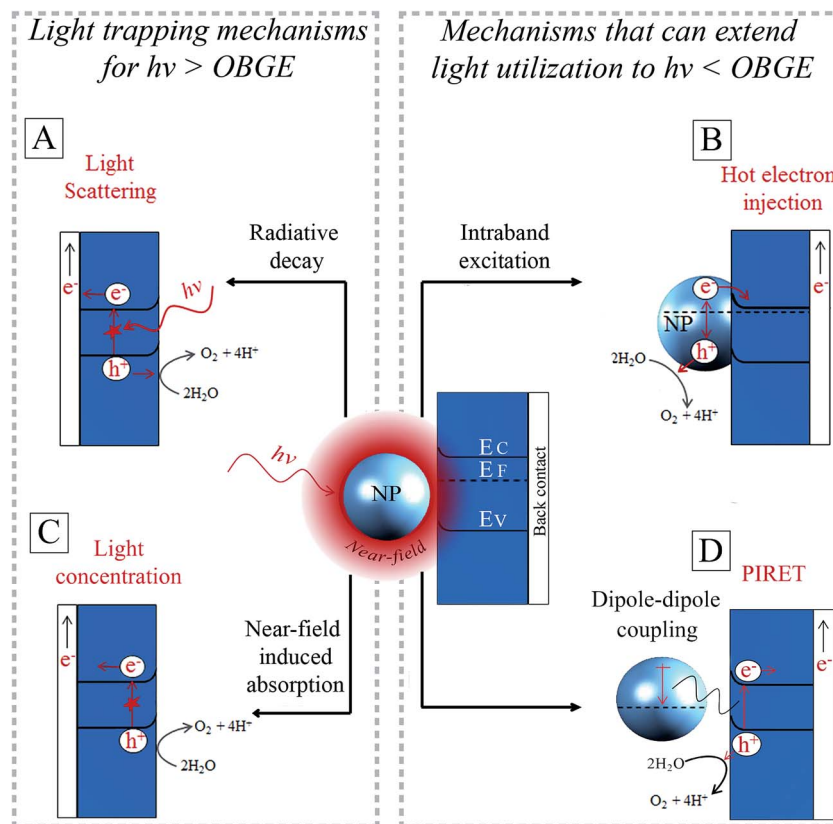 Light trapping mechanisms
for hν > OBGE
Mechanisms that can extend
light utilization to hν < OBGE
A
Light
Scattering
e⁻
e⁻
h⁺
hν
O₂ + 4H⁺
2H₂O
Radiative
decay
Intraband
excitation
B
Hot electron
injection
e⁻
NP
h⁺
2H₂O
O₂ + 4H⁺
e⁻
hν
NP
Near-field
EC
EF
EV
Back contact
C
Light
concentration
e⁻
e⁻
h⁺
O₂ + 4H⁺
2H₂O
Near-field
induced
absorption
D
PIRET
Dipole-dipole
coupling
e⁻
h⁺
e⁻
2H₂O
O₂ + 4H⁺